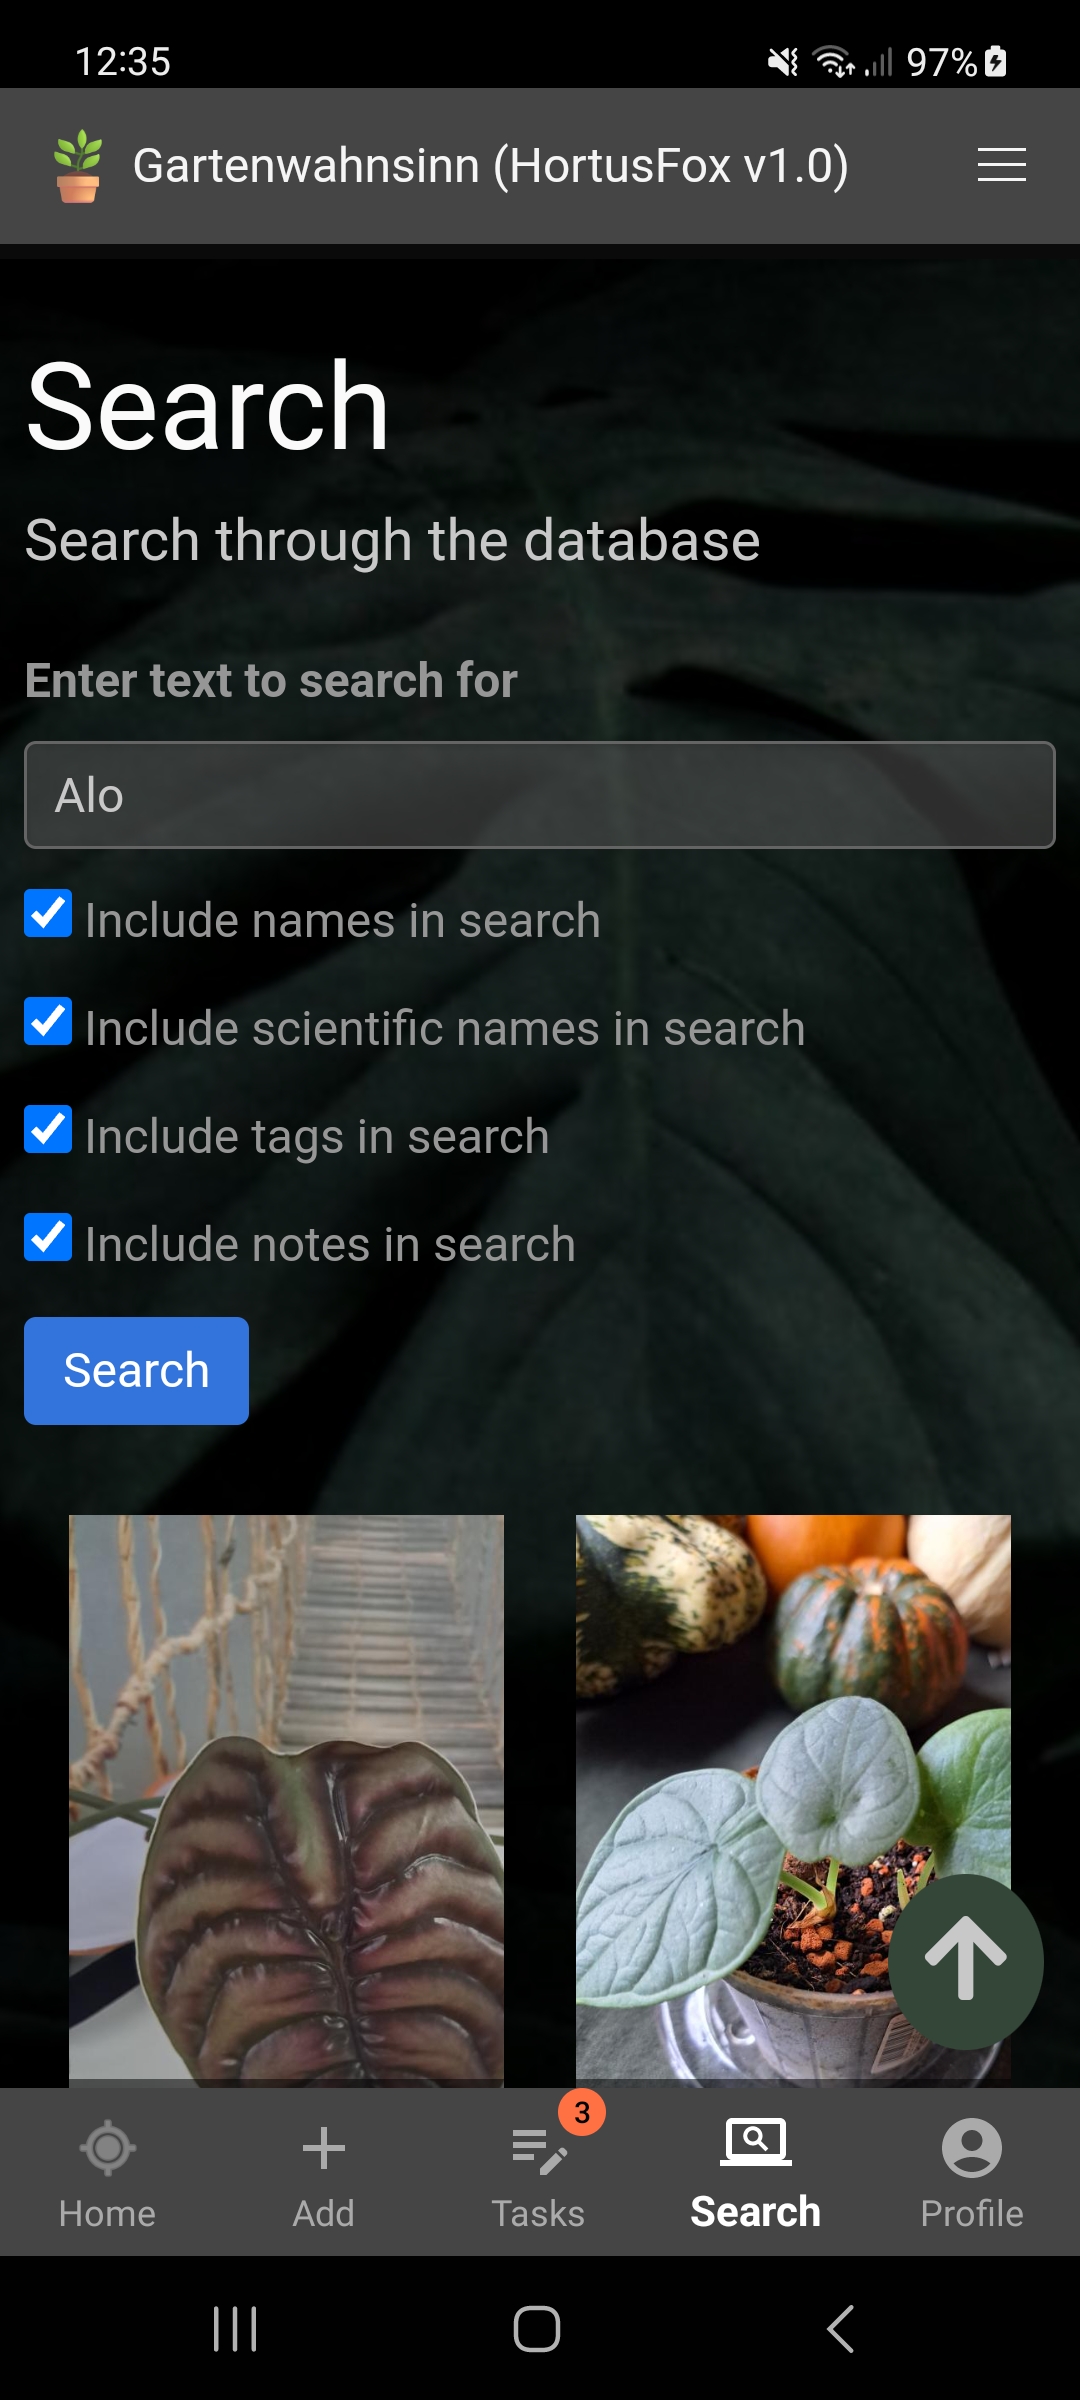 12:35
97%
Gartenwahnsinn (HortusFox v1.0)
Search
Search through the database
Enter text to search for
Alo
Include names in search
Include scientific names in search
Include tags in search
Include notes in search
Search
3
Home
Add
Tasks
Search
Profile